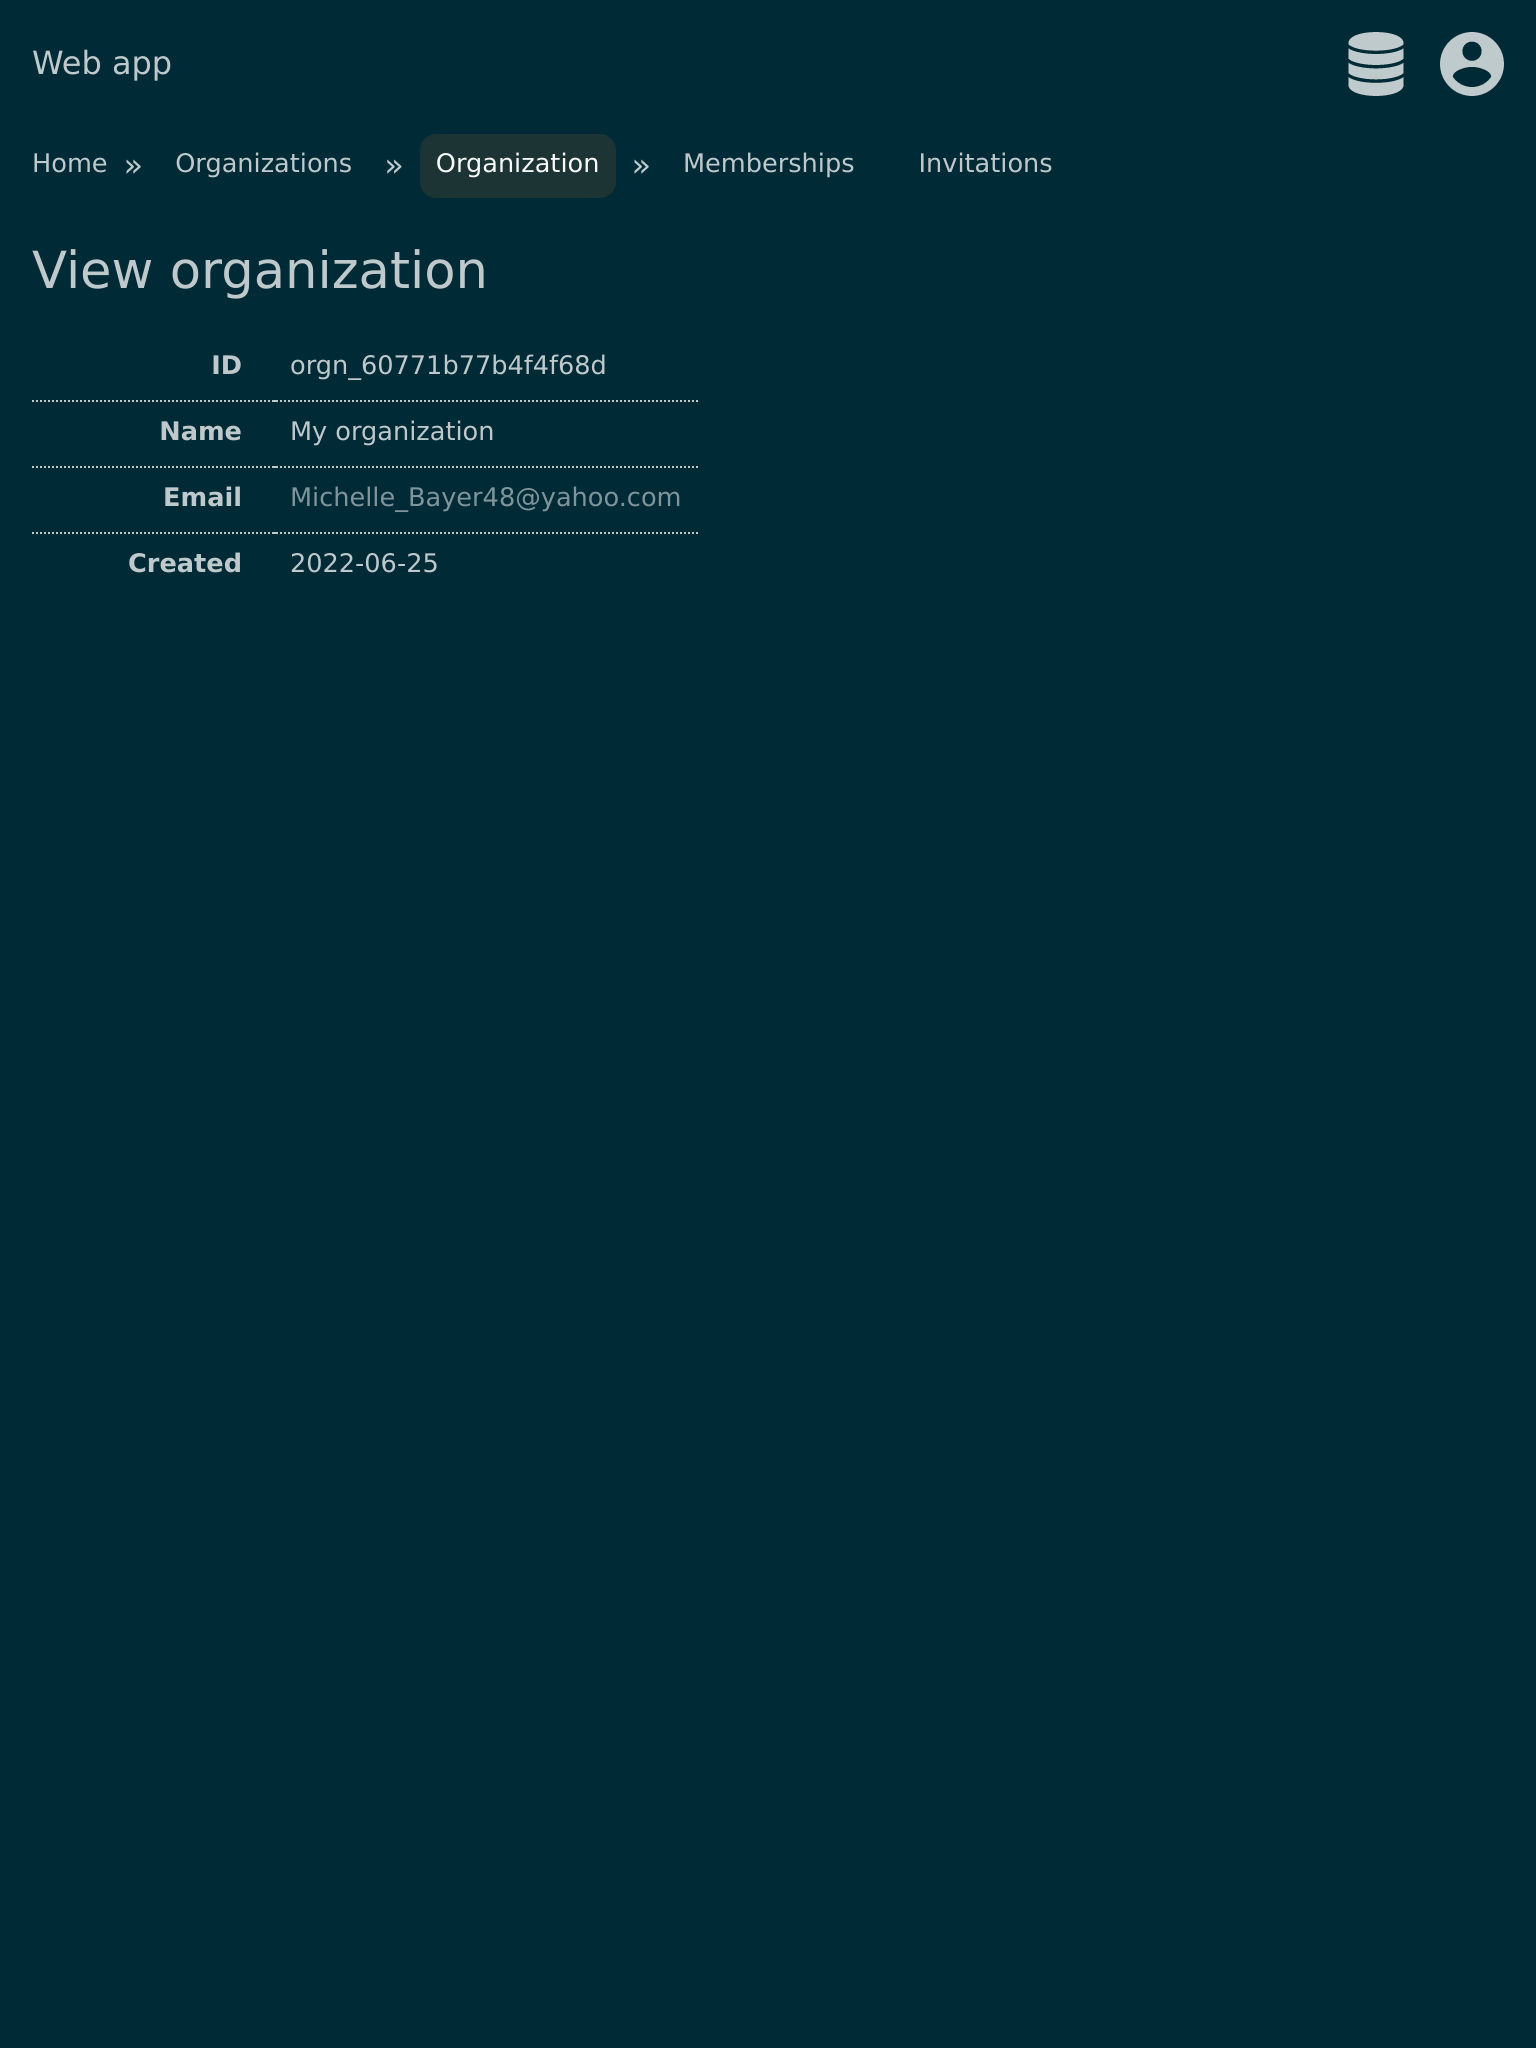 Web app
Home » Organizations » Organization » Memberships Invitations
View organization
ID orgn_60771b77b4f4f68d
Name My organization
Email Michelle_Bayer48@yahoo.com
Created 2022-06-25